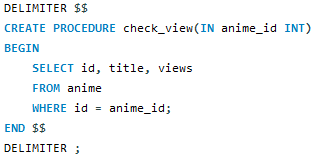 DELIMITER $$
CREATE PROCEDURE check_view(IN anime_id INT)
BEGIN
    SELECT id, title, views
    FROM anime
    WHERE id = anime_id;
END $$
DELIMITER ;